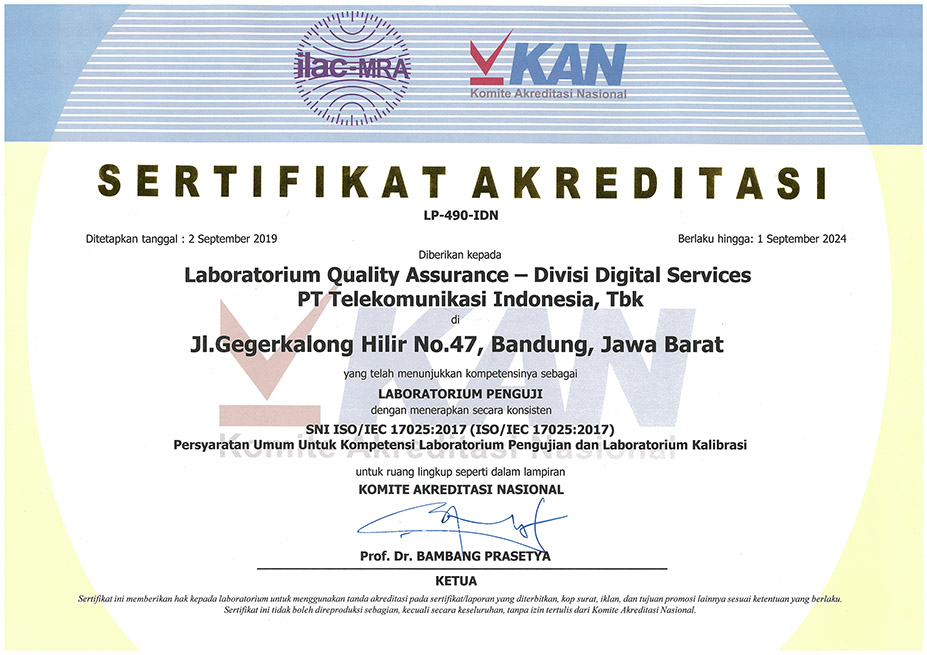 ilac-MRA
KAN
Komite Akreditasi Nasional
SERTIFIKAT AKREDITASI
LP-490-IDN
Ditetapkan tanggal : 2 September 2019
Berlaku hingga: 1 September 2024
Diberikan kepada
Laboratorium Quality Assurance – Divisi Digital Services
PT Telekomunikasi Indonesia, Tbk
di
Jl.Gegerkalong Hilir No.47, Bandung, Jawa Barat
yang telah menunjukkan kompetensinya sebagai
LABORATORIUM PENGUJI
dengan menerapkan secara konsisten
SNI ISO/IEC 17025:2017 (ISO/IEC 17025:2017)
Persyaratan Umum Untuk Kompetensi Laboratorium Pengujian dan Laboratorium Kalibrasi
KAN
Komite Akreditasi Nasional
untuk ruang lingkup seperti dalam lampiran
KOMITE AKREDITASI NASIONAL
Prof. Dr. BAMBANG PRASETYA
KETUA
Sertifikat ini memberikan hak kepada laboratorium untuk menggunakan tanda akreditasi pada sertifikat/laporan yang diterbitkan, kop surat, iklan, dan tujuan promosi lainnya sesuai ketentuan yang berlaku.
Sertifikat ini tidak boleh direproduksi sebagian, kecuali secara keseluruhan, tanpa izin tertulis dari Komite Akreditasi Nasional.